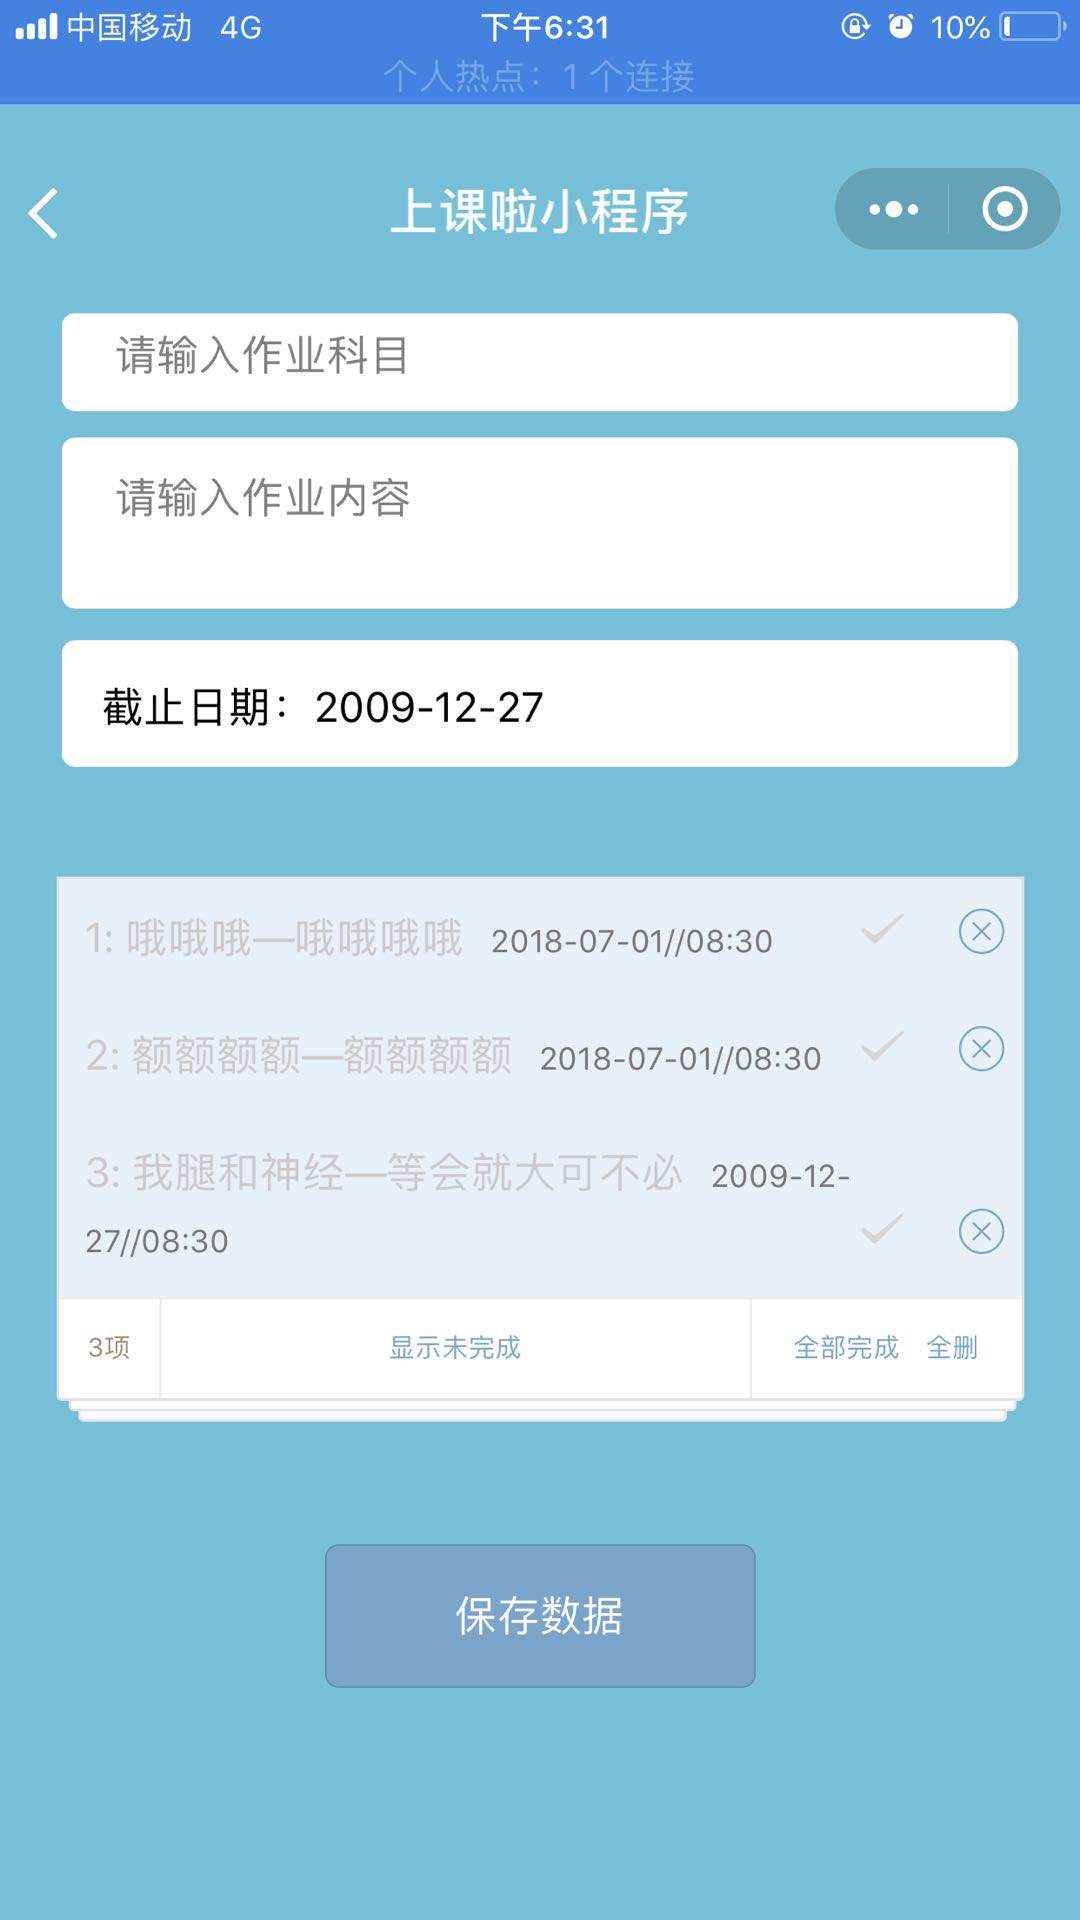 中国移动 4G 下午6:31 10%
个人热点：1 个连接
上课啦小程序
请输入作业科目
请输入作业内容
截止日期：2009-12-27
1: 哦哦哦—哦哦哦哦 2018-07-01//08:30
2: 额额额额—额额额额 2018-07-01//08:30
3: 我腿和神经—等会就大可不必 2009-12-
27//08:30
3项 显示未完成 全部完成 全删
保存数据